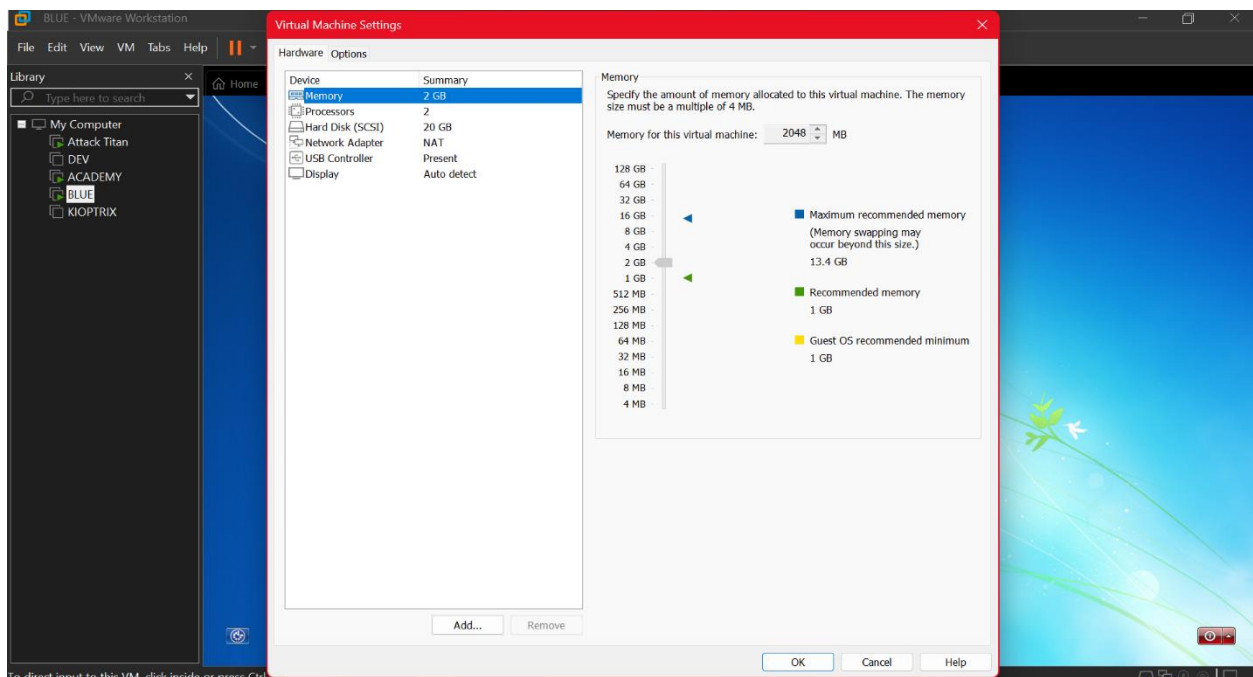 BLUE - VMware Workstation
File Edit View VM Tabs Help
Library
Type here to search
My Computer
Attack Titan
DEV
ACADEMY
BLUE
KIOPTRIX
Home
Virtual Machine Settings
Hardware Options
Device Summary
Memory 2 GB
Processors 2
Hard Disk (SCSI) 20 GB
Network Adapter NAT
USB Controller Present
Display Auto detect
Add... Remove
Memory
Specify the amount of memory allocated to this virtual machine. The memory
size must be a multiple of 4 MB.
Memory for this virtual machine: 2048 MB
128 GB
64 GB
32 GB
16 GB
8 GB
4 GB
2 GB
1 GB
512 MB
256 MB
128 MB
64 MB
32 MB
16 MB
8 MB
4 MB
Maximum recommended memory
(Memory swapping may
occur beyond this size.)
13.4 GB
Recommended memory
1 GB
Guest OS recommended minimum
1 GB
OK Cancel Help
To direct input to this VM, click inside or press Ctrl